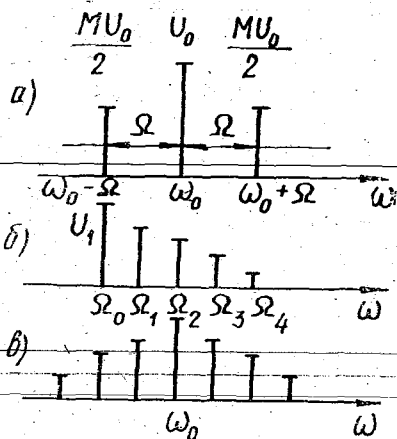 MU₀ U₀ MU₀
2 2
а)
Ω Ω
ω₀-Ω ω₀ ω₀+Ω ω
U₁
б)
Ω₀ Ω₁ Ω₂ Ω₃ Ω₄ ω
в)
ω₀ ω